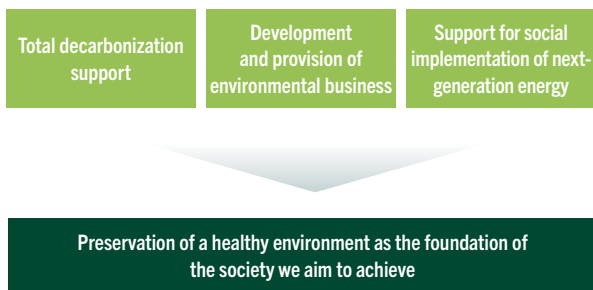 Total decarbonization
support
Development
and provision of
environmental business
Support for social
implementation of next-
generation energy
Preservation of a healthy environment as the foundation of
the society we aim to achieve